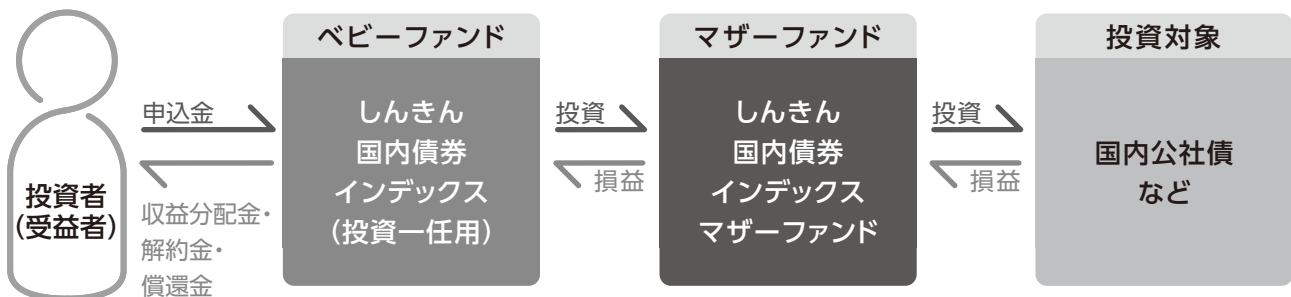 ベビーファンド
マザーファンド
投資対象
申込金
収益分配金・
解約金・
償還金
投資者
(受益者)
しんきん
国内債券
インデックス
(投資一任用)
投資
損益
しんきん
国内債券
インデックス
マザーファンド
投資
損益
国内公社債
など